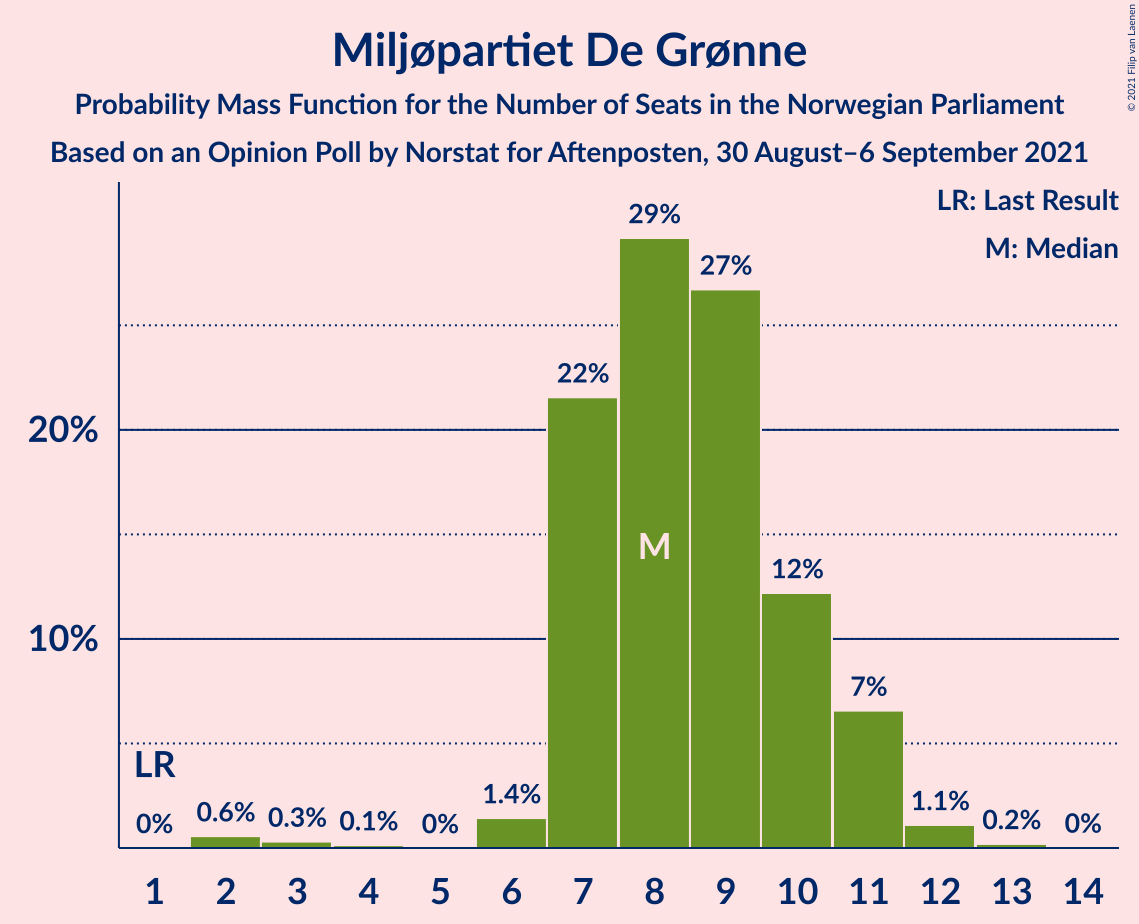 Miljøpartiet De Grønne
Probability Mass Function for the Number of Seats in the Norwegian Parliament
Based on an Opinion Poll by Norstat for Aftenposten, 30 August–6 September 2021
© 2021 Filip van Laenen
LR: Last Result
M: Median
29%
27%
22%
20%
M
12%
10%
7%
LR
0% 0.6% 0.3% 0.1% 0% 1.4% 1.1% 0.2% 0%
1 2 3 4 5 6 7 8 9 10 11 12 13 14